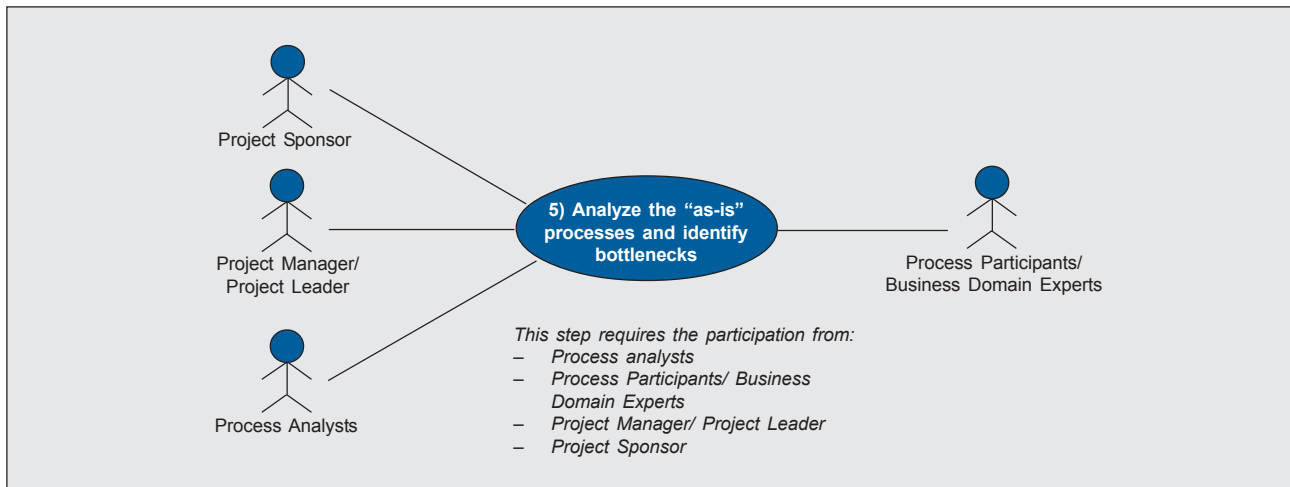 Project Sponsor
Project Manager/
Project Leader
Process Analysts
5) Analyze the “as-is”
processes and identify
bottlenecks
Process Participants/
Business Domain Experts
This step requires the participation from:
– Process analysts
– Process Participants/ Business
Domain Experts
– Project Manager/ Project Leader
– Project Sponsor